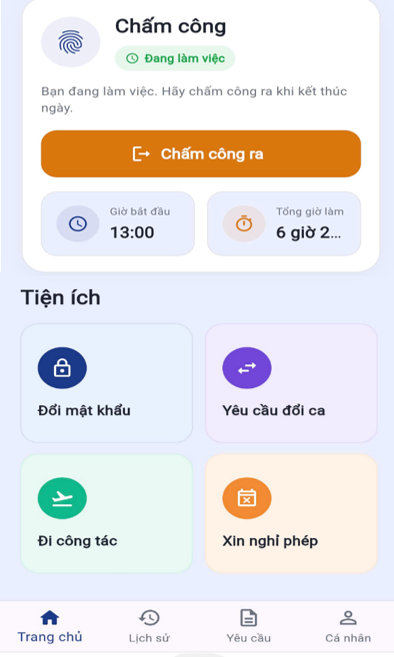 Chấm công
Đang làm việc
Bạn đang làm việc. Hãy chấm công ra khi kết thúc
ngày.
Chấm công ra
Giờ bắt đầu
13:00
Tổng giờ làm
6 giờ 2...
Tiện ích
Đổi mật khẩu
Yêu cầu đổi ca
Đi công tác
Xin nghỉ phép
Trang chủ
Lịch sử
Yêu cầu
Cá nhân